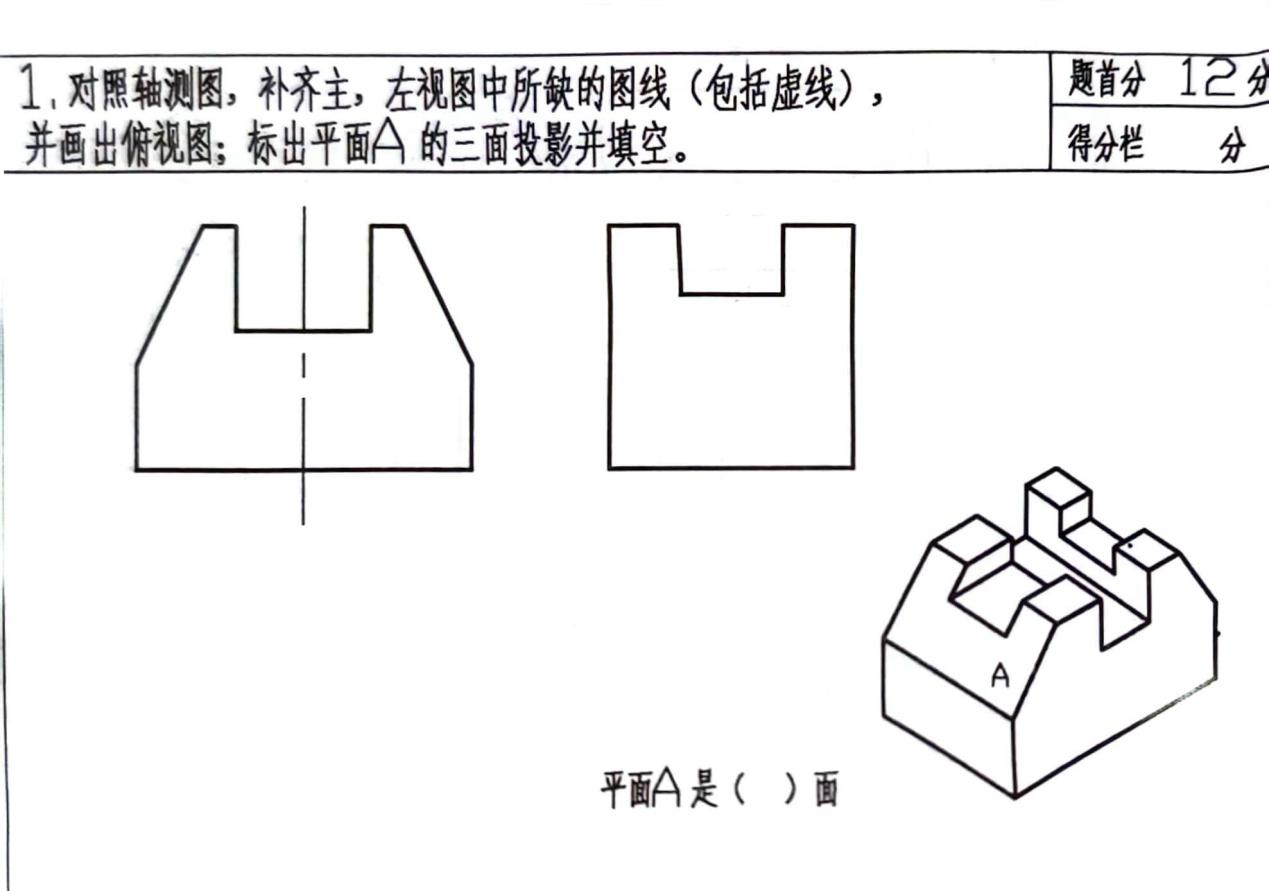 1. 对照轴测图，补齐主，左视图中所缺的图线（包括虚线），
并画出俯视图；标出平面A 的三面投影并填空。
题首分 12分
得分栏 分
A
平面A 是（ ）面